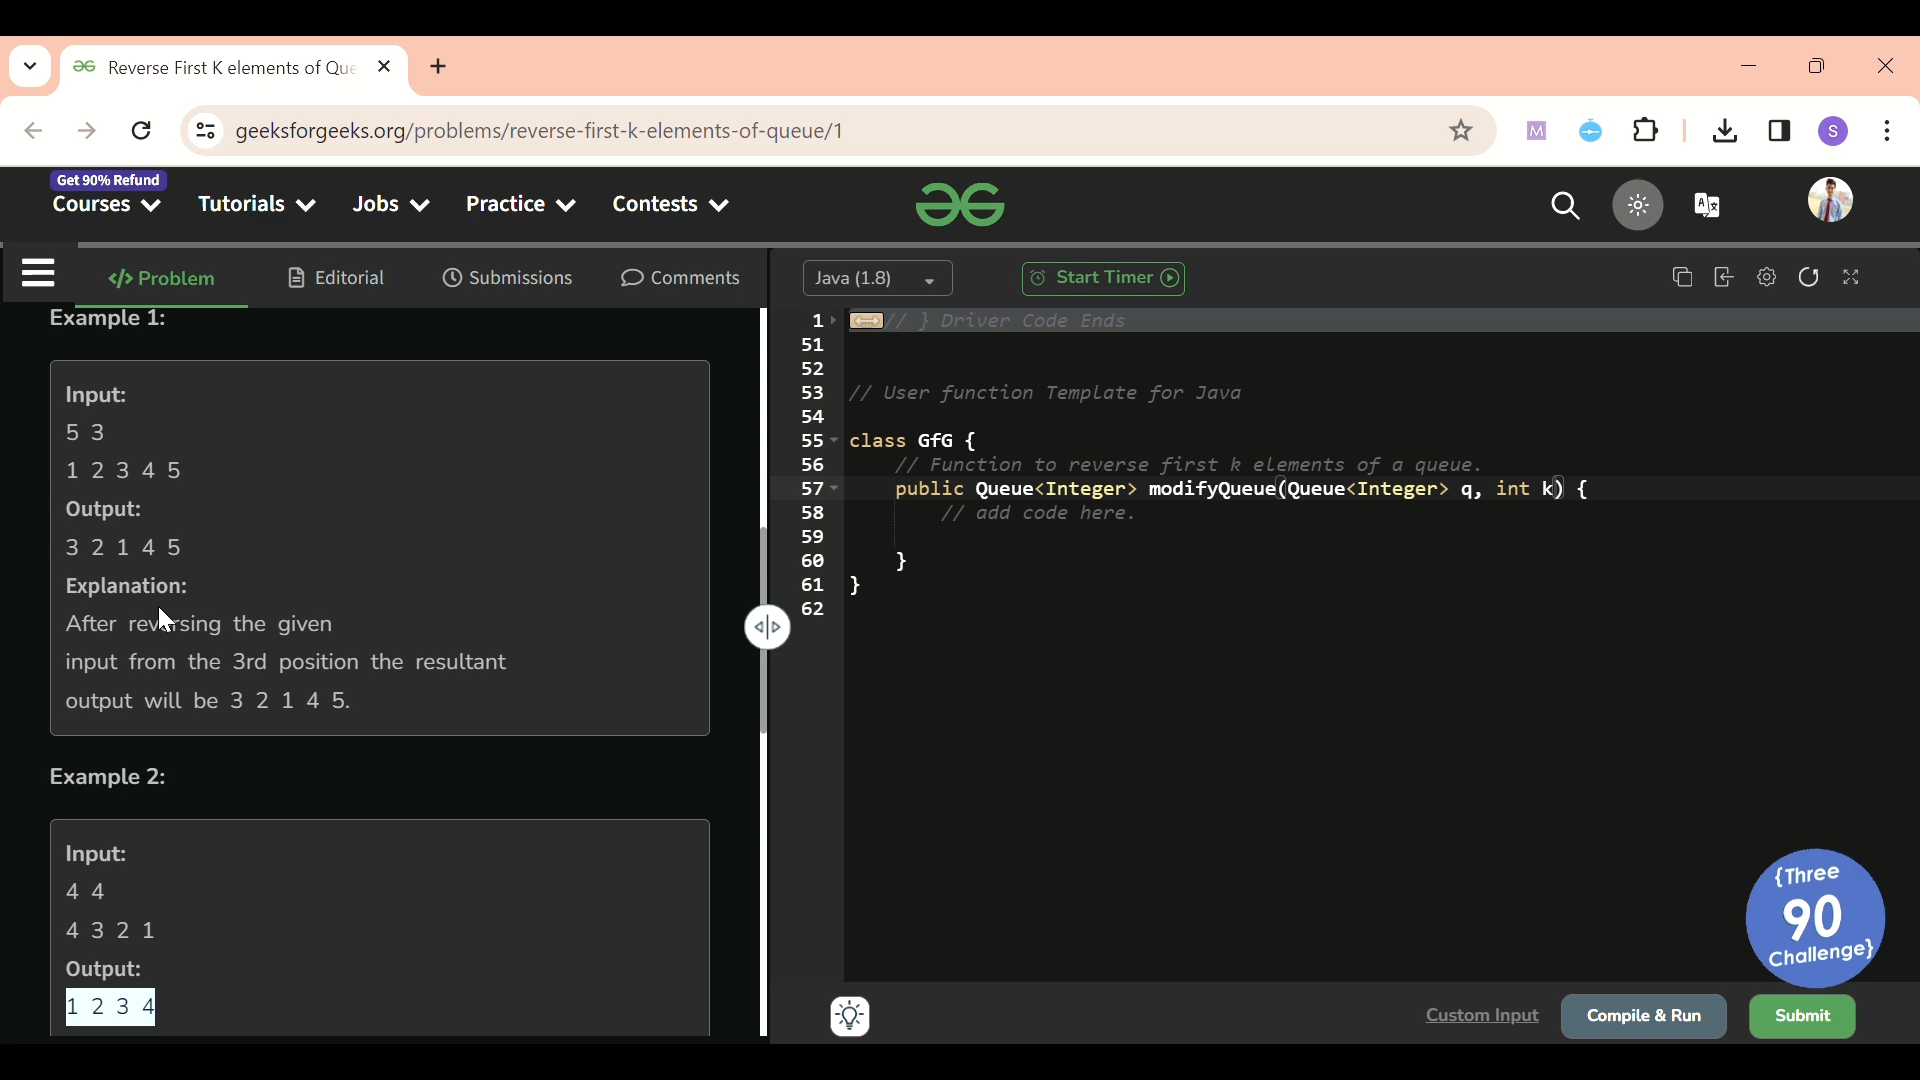 Reverse First K elements of Que
geeksforgeeks.org/problems/reverse-first-k-elements-of-queue/1
M
S
Get 90% Refund
Courses Tutorials Jobs Practice Contests
</> Problem Editorial Submissions Comments
Java (1.8) Start Timer
Example 1:
Input:
5 3
1 2 3 4 5
Output:
3 2 1 4 5
Explanation:
After reversing the given
input from the 3rd position the resultant
output will be 3 2 1 4 5.
Example 2:
Input:
4 4
4 3 2 1
Output:
1 2 3 4
1 // } Driver Code Ends
51
52
53 // User function Template for Java
54
55 class GfG {
56 // Function to reverse first k elements of a queue.
57 public Queue<Integer> modifyQueue(Queue<Integer> q, int k) {
58 // add code here.
59
60 }
61 }
62
{Three
90
Challenge}
Custom Input Compile & Run Submit